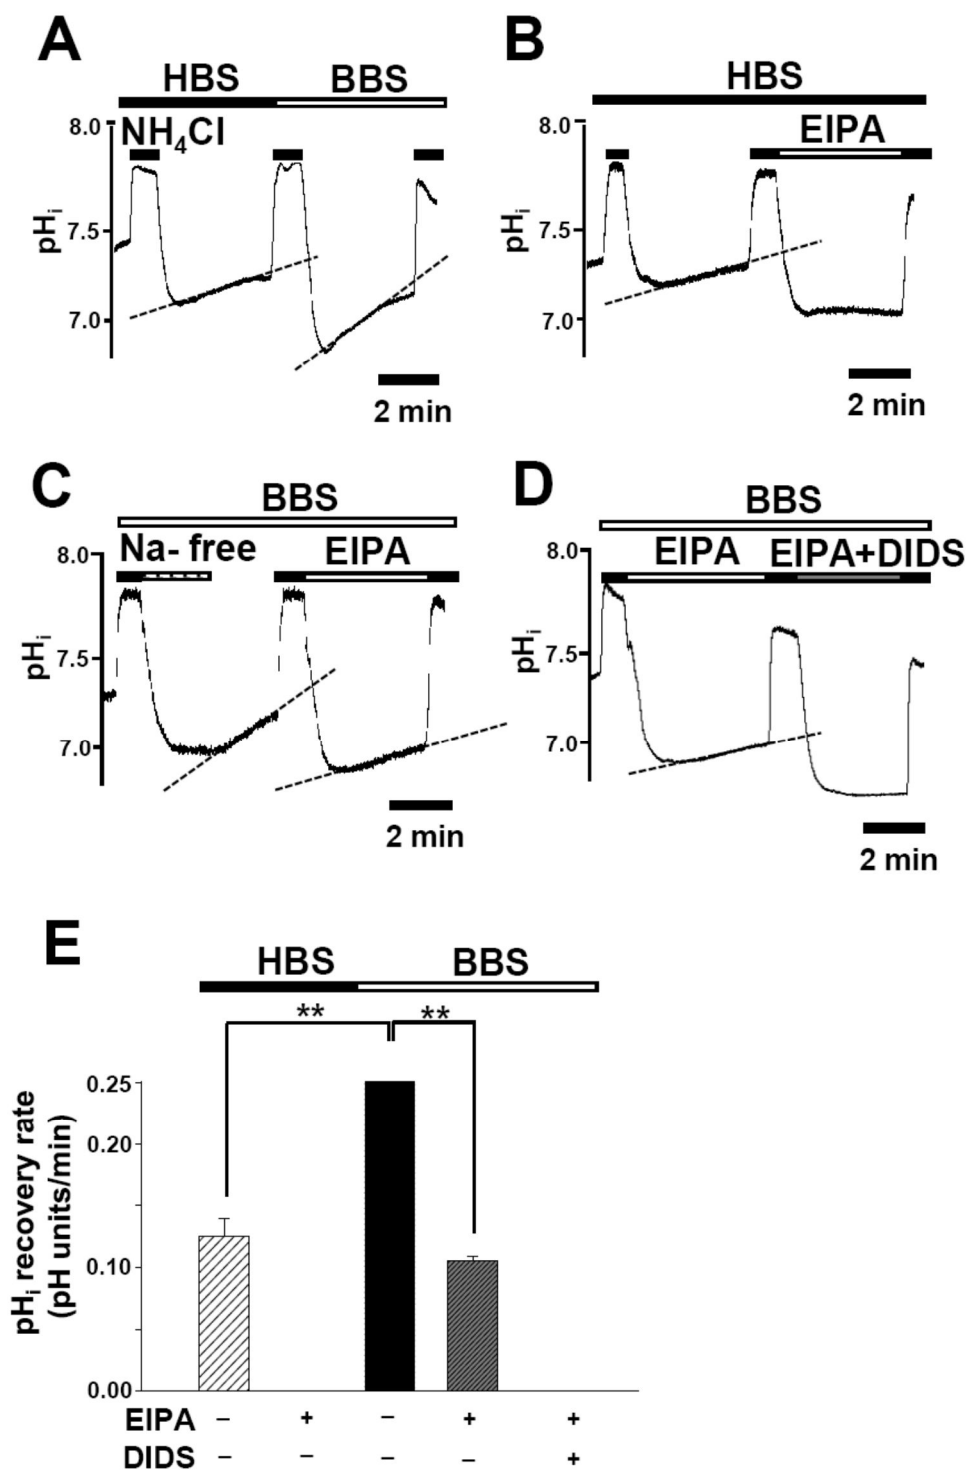 A
HBS BBS
8.0
NH4Cl
7.5
pHi
7.0
2 min
B
HBS
8.0
EIPA
7.5
pHi
7.0
2 min
C
BBS
8.0
Na- free EIPA
7.5
pHi
7.0
2 min
D
BBS
8.0
EIPA EIPA+DIDS
7.5
pHi
7.0
2 min
E
HBS BBS
** **
pHi recovery rate
(pH units/min)
0.25
0.20
0.10
0.00
EIPA – + – + +
DIDS – – – – +